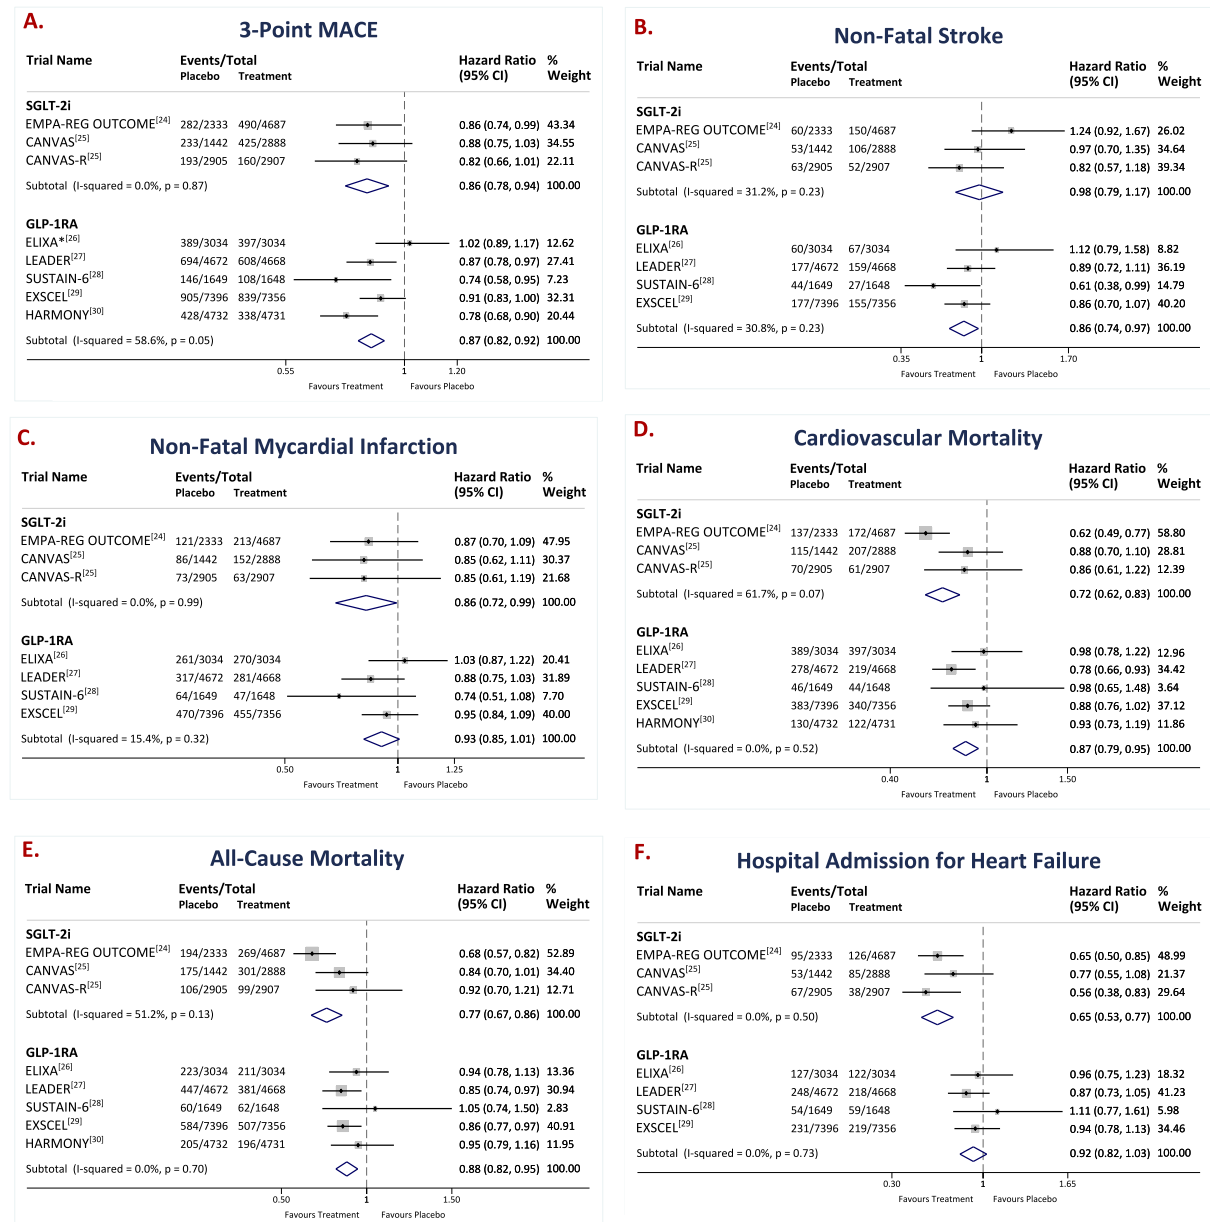 A.
3-Point MACE
Trial Name Events/Total Hazard Ratio %
Placebo Treatment (95% CI) Weight
SGLT-2i
EMPA-REG OUTCOME[24] 282/2333 490/4687 0.86 (0.74, 0.99) 43.34
CANVAS[25] 233/1442 425/2888 0.88 (0.75, 1.03) 34.55
CANVAS-R[25] 193/2905 160/2907 0.82 (0.66, 1.01) 22.11
Subtotal (I-squared = 0.0%, p = 0.87) 0.86 (0.78, 0.94) 100.00
GLP-1RA
ELIXA*[26] 389/3034 397/3034 1.02 (0.89, 1.17) 12.62
LEADER[27] 694/4672 608/4668 0.87 (0.78, 0.97) 27.41
SUSTAIN-6[28] 146/1649 108/1648 0.74 (0.58, 0.95) 7.23
EXSCEL[29] 905/7396 839/7356 0.91 (0.83, 1.00) 32.31
HARMONY[30] 428/4732 338/4731 0.78 (0.68, 0.90) 20.44
Subtotal (I-squared = 58.6%, p = 0.05) 0.87 (0.82, 0.92) 100.00
0.55 1 1.20
Favours Treatment Favours Placebo
B.
Non-Fatal Stroke
Trial Name Events/Total Hazard Ratio %
Placebo Treatment (95% CI) Weight
SGLT-2i
EMPA-REG OUTCOME[24] 60/2333 150/4687 1.24 (0.92, 1.67) 26.02
CANVAS[25] 53/1442 106/2888 0.97 (0.70, 1.35) 34.64
CANVAS-R[25] 63/2905 52/2907 0.82 (0.57, 1.18) 39.34
Subtotal (I-squared = 31.2%, p = 0.23) 0.98 (0.79, 1.17) 100.00
GLP-1RA
ELIXA[26] 60/3034 67/3034 1.12 (0.79, 1.58) 8.82
LEADER[27] 177/4672 159/4668 0.89 (0.72, 1.11) 36.19
SUSTAIN-6[28] 44/1649 27/1648 0.61 (0.38, 0.99) 14.79
EXSCEL[29] 177/7396 155/7356 0.86 (0.70, 1.07) 40.20
Subtotal (I-squared = 30.8%, p = 0.23) 0.86 (0.74, 0.97) 100.00
0.35 1 1.70
Favours Treatment Favours Placebo
C.
Non-Fatal Mycardial Infarction
Trial Name Events/Total Hazard Ratio %
Placebo Treatment (95% CI) Weight
SGLT-2i
EMPA-REG OUTCOME[24] 121/2333 213/4687 0.87 (0.70, 1.09) 47.95
CANVAS[25] 86/1442 152/2888 0.85 (0.62, 1.11) 30.37
CANVAS-R[25] 73/2905 63/2907 0.85 (0.61, 1.19) 21.68
Subtotal (I-squared = 0.0%, p = 0.99) 0.86 (0.72, 0.99) 100.00
GLP-1RA
ELIXA[26] 261/3034 270/3034 1.03 (0.87, 1.22) 20.41
LEADER[27] 317/4672 281/4668 0.88 (0.75, 1.03) 31.89
SUSTAIN-6[28] 64/1649 47/1648 0.74 (0.51, 1.08) 7.70
EXSCEL[29] 470/7396 455/7356 0.95 (0.84, 1.09) 40.00
Subtotal (I-squared = 15.4%, p = 0.32) 0.93 (0.85, 1.01) 100.00
0.50 1 1.25
Favours Treatment Favours Placebo
D.
Cardiovascular Mortality
Trial Name Events/Total Hazard Ratio %
Placebo Treatment (95% CI) Weight
SGLT-2i
EMPA-REG OUTCOME[24] 137/2333 172/4687 0.62 (0.49, 0.77) 58.80
CANVAS[25] 115/1442 207/2888 0.88 (0.70, 1.10) 28.81
CANVAS-R[25] 70/2905 61/2907 0.86 (0.61, 1.22) 12.39
Subtotal (I-squared = 61.7%, p = 0.07) 0.72 (0.62, 0.83) 100.00
GLP-1RA
ELIXA[26] 389/3034 397/3034 0.98 (0.78, 1.22) 12.96
LEADER[27] 278/4672 219/4668 0.78 (0.66, 0.93) 34.42
SUSTAIN-6[28] 46/1649 44/1648 0.98 (0.65, 1.48) 3.64
EXSCEL[29] 383/7396 340/7356 0.88 (0.76, 1.02) 37.12
HARMONY[30] 130/4732 122/4731 0.93 (0.73, 1.19) 11.86
Subtotal (I-squared = 0.0%, p = 0.52) 0.87 (0.79, 0.95) 100.00
0.40 1 1.50
Favours Treatment Favours Placebo
E.
All-Cause Mortality
Trial Name Events/Total Hazard Ratio %
Placebo Treatment (95% CI) Weight
SGLT-2i
EMPA-REG OUTCOME[24] 194/2333 269/4687 0.68 (0.57, 0.82) 52.89
CANVAS[25] 175/1442 301/2888 0.84 (0.70, 1.01) 34.40
CANVAS-R[25] 106/2905 99/2907 0.92 (0.70, 1.21) 12.71
Subtotal (I-squared = 51.2%, p = 0.13) 0.77 (0.67, 0.86) 100.00
GLP-1RA
ELIXA[26] 223/3034 211/3034 0.94 (0.78, 1.13) 13.36
LEADER[27] 447/4672 381/4668 0.85 (0.74, 0.97) 30.94
SUSTAIN-6[28] 60/1649 62/1648 1.05 (0.74, 1.50) 2.83
EXSCEL[29] 584/7396 507/7356 0.86 (0.77, 0.97) 40.91
HARMONY[30] 205/4732 196/4731 0.95 (0.79, 1.16) 11.95
Subtotal (I-squared = 0.0%, p = 0.70) 0.88 (0.82, 0.95) 100.00
0.50 1 1.50
Favours Treatment Favours Placebo
F.
Hospital Admission for Heart Failure
Trial Name Events/Total Hazard Ratio %
Placebo Treatment (95% CI) Weight
SGLT-2i
EMPA-REG OUTCOME[24] 95/2333 126/4687 0.65 (0.50, 0.85) 48.99
CANVAS[25] 53/1442 85/2888 0.77 (0.55, 1.08) 21.37
CANVAS-R[25] 67/2905 38/2907 0.56 (0.38, 0.83) 29.64
Subtotal (I-squared = 0.0%, p = 0.50) 0.65 (0.53, 0.77) 100.00
GLP-1RA
ELIXA[26] 127/3034 122/3034 0.96 (0.75, 1.23) 18.32
LEADER[27] 248/4672 218/4668 0.87 (0.73, 1.05) 41.23
SUSTAIN-6[28] 54/1649 59/1648 1.11 (0.77, 1.61) 5.98
EXSCEL[29] 231/7396 219/7356 0.94 (0.78, 1.13) 34.46
Subtotal (I-squared = 0.0%, p = 0.73) 0.92 (0.82, 1.03) 100.00
0.30 1 1.65
Favours Treatment Favours Placebo